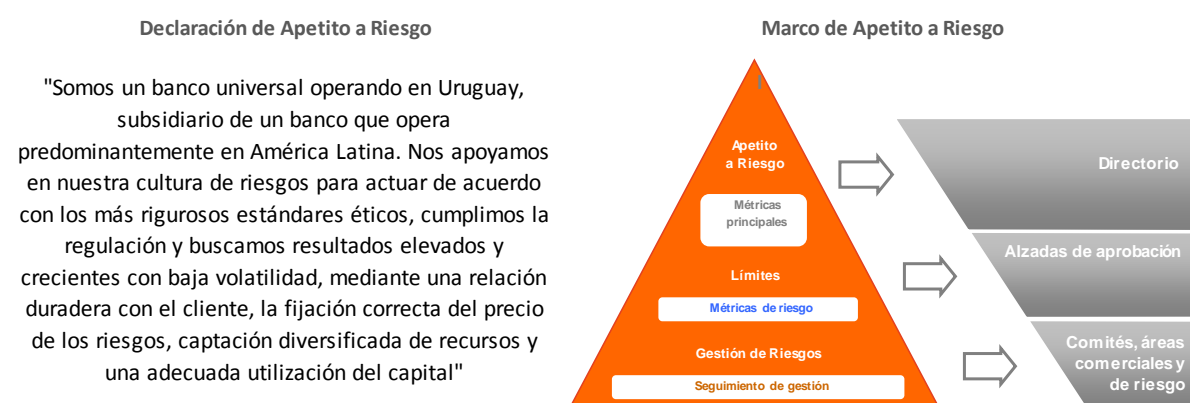 Declaración de Apetito a Riesgo
"Somos un banco universal operando en Uruguay,
subsidiario de un banco que opera
predominantemente en América Latina. Nos apoyamos
en nuestra cultura de riesgos para actuar de acuerdo
con los más rigurosos estándares éticos, cumplimos la
regulación y buscamos resultados elevados y
crecientes con baja volatilidad, mediante una relación
duradera con el cliente, la fijación correcta del precio
de los riesgos, captación diversificada de recursos y
una adecuada utilización del capital"
Marco de Apetito a Riesgo
Apetito
a Riesgo
Métricas
principales
Límites
Métricas de riesgo
Gestión de Riesgos
Seguimiento de gestión
Directorio
Alzadas de aprobación
Comités, áreas
comerciales y
de riesgo